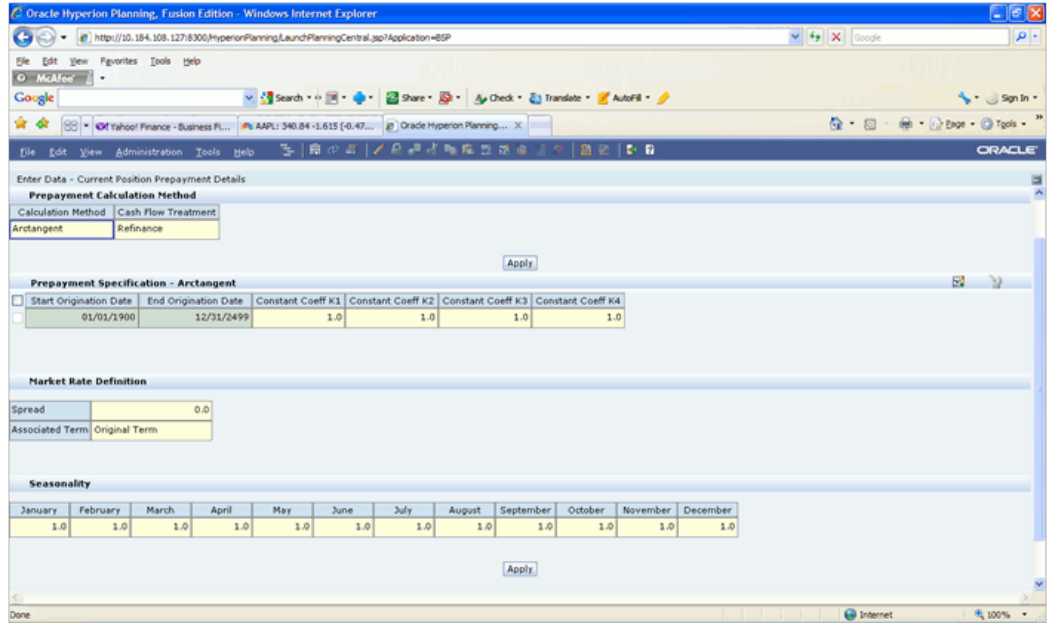 Oracle Hyperion Planning, Fusion Edition - Windows Internet Explorer
http://10.184.108.127:8300/HyperionPlanning/LaunchPlanningCentral.jsp?Application=BSP
Google
File Edit View Favorites Tools Help
McAfee
Google Search Share Check Translate AutoFill Sign In
Yahoo! Finance - Business Fi... AAPL: 340.84 -1.615 (-0.47... Oracle Hyperion Planning... X Page Tools
File Edit View Administration Tools Help ORACLE
Enter Data - Current Position Prepayment Details
Prepayment Calculation Method
Calculation Method Cash Flow Treatment
Arctangent Refinance
Apply
Prepayment Specification - Arctangent
Start Origination Date End Origination Date Constant Coeff K1 Constant Coeff K2 Constant Coeff K3 Constant Coeff K4
01/01/1900 12/31/2499 1.0 1.0 1.0 1.0
Market Rate Definition
Spread 0.0
Associated Term Original Term
Seasonality
January February March April May June July August September October November December
1.0 1.0 1.0 1.0 1.0 1.0 1.0 1.0 1.0 1.0 1.0 1.0
Apply
Done Internet 100%